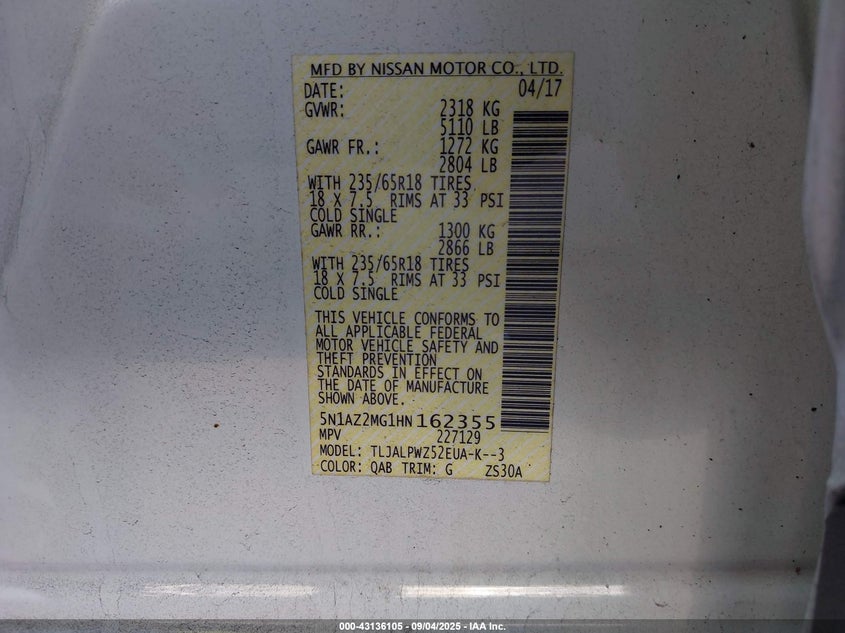 MFD BY NISSAN MOTOR CO., LTD.
DATE: 04/17
GVWR: 2318 KG
5110 LB
GAWR FR.: 1272 KG
2804 LB
WITH 235/65R18 TIRES
18 X 7.5 RIMS AT 33 PSI
COLD SINGLE
GAWR RR.: 1300 KG
2866 LB
WITH 235/65R18 TIRES
18 X 7.5 RIMS AT 33 PSI
COLD SINGLE
THIS VEHICLE CONFORMS TO
ALL APPLICABLE FEDERAL
MOTOR VEHICLE SAFETY AND
THEFT PREVENTION
STANDARDS IN EFFECT ON
THE DATE OF MANUFACTURE
SHOWN ABOVE.
5N1AZ2MG1HN162355
MPV 227129
MODEL: TLJALPWZ52EUA-K--3
COLOR: QAB TRIM: G ZS30A
000-43136105 - 09/04/2025 - IAA Inc.